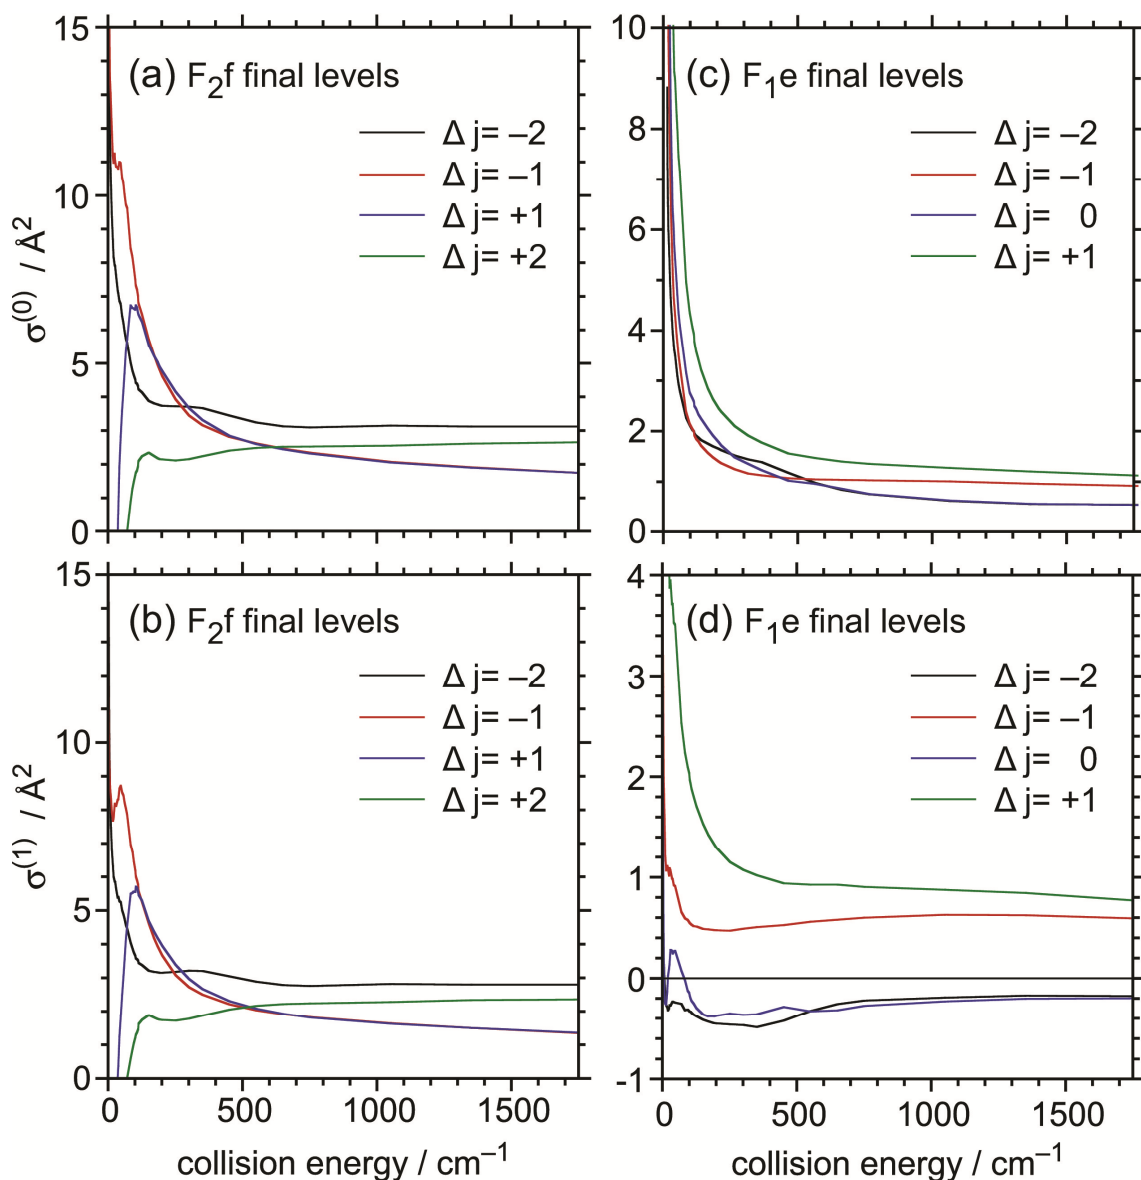 15
10
5
0
σ(0) / Å2
(a) F2f final levels
Δ j= –2
Δ j= –1
Δ j= +1
Δ j= +2
10
8
6
4
2
0
(c) F1e final levels
Δ j= –2
Δ j= –1
Δ j= 0
Δ j= +1
15
10
5
0
σ(1) / Å2
(b) F2f final levels
Δ j= –2
Δ j= –1
Δ j= +1
Δ j= +2
0 500 1000 1500
collision energy / cm–1
4
3
2
1
0
-1
(d) F1e final levels
Δ j= –2
Δ j= –1
Δ j= 0
Δ j= +1
0 500 1000 1500
collision energy / cm–1